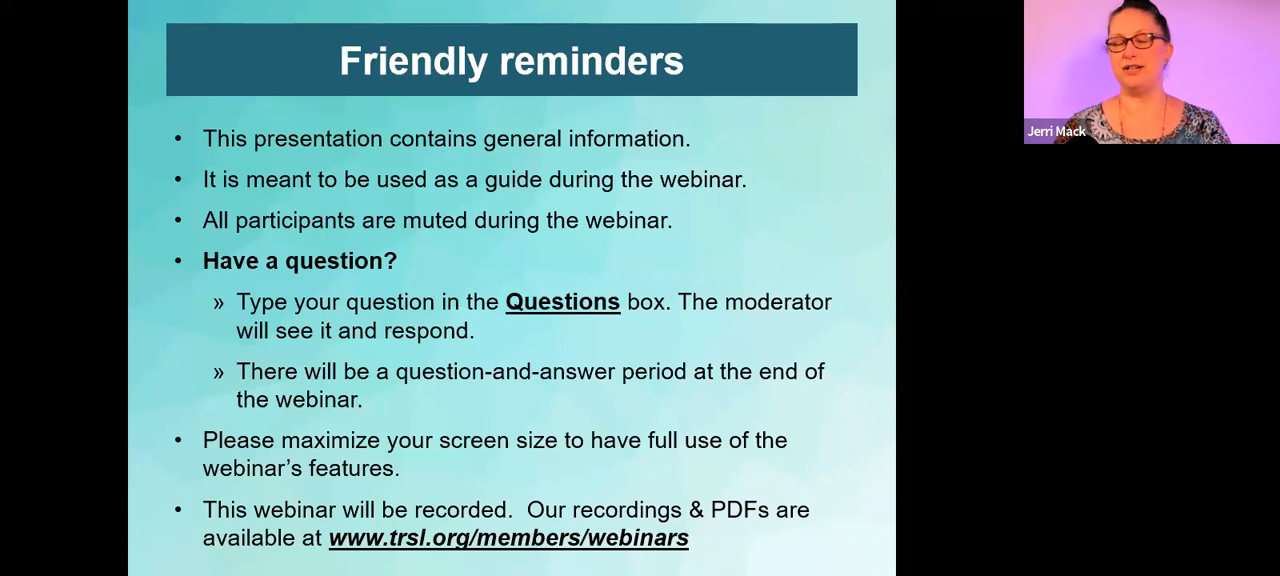 Friendly reminders
• This presentation contains general information.
• It is meant to be used as a guide during the webinar.
• All participants are muted during the webinar.
• Have a question?
» Type your question in the Questions box. The moderator
will see it and respond.
» There will be a question-and-answer period at the end of
the webinar.
• Please maximize your screen size to have full use of the
webinar’s features.
• This webinar will be recorded.  Our recordings & PDFs are
available at www.trsl.org/members/webinars
Jerri Mack